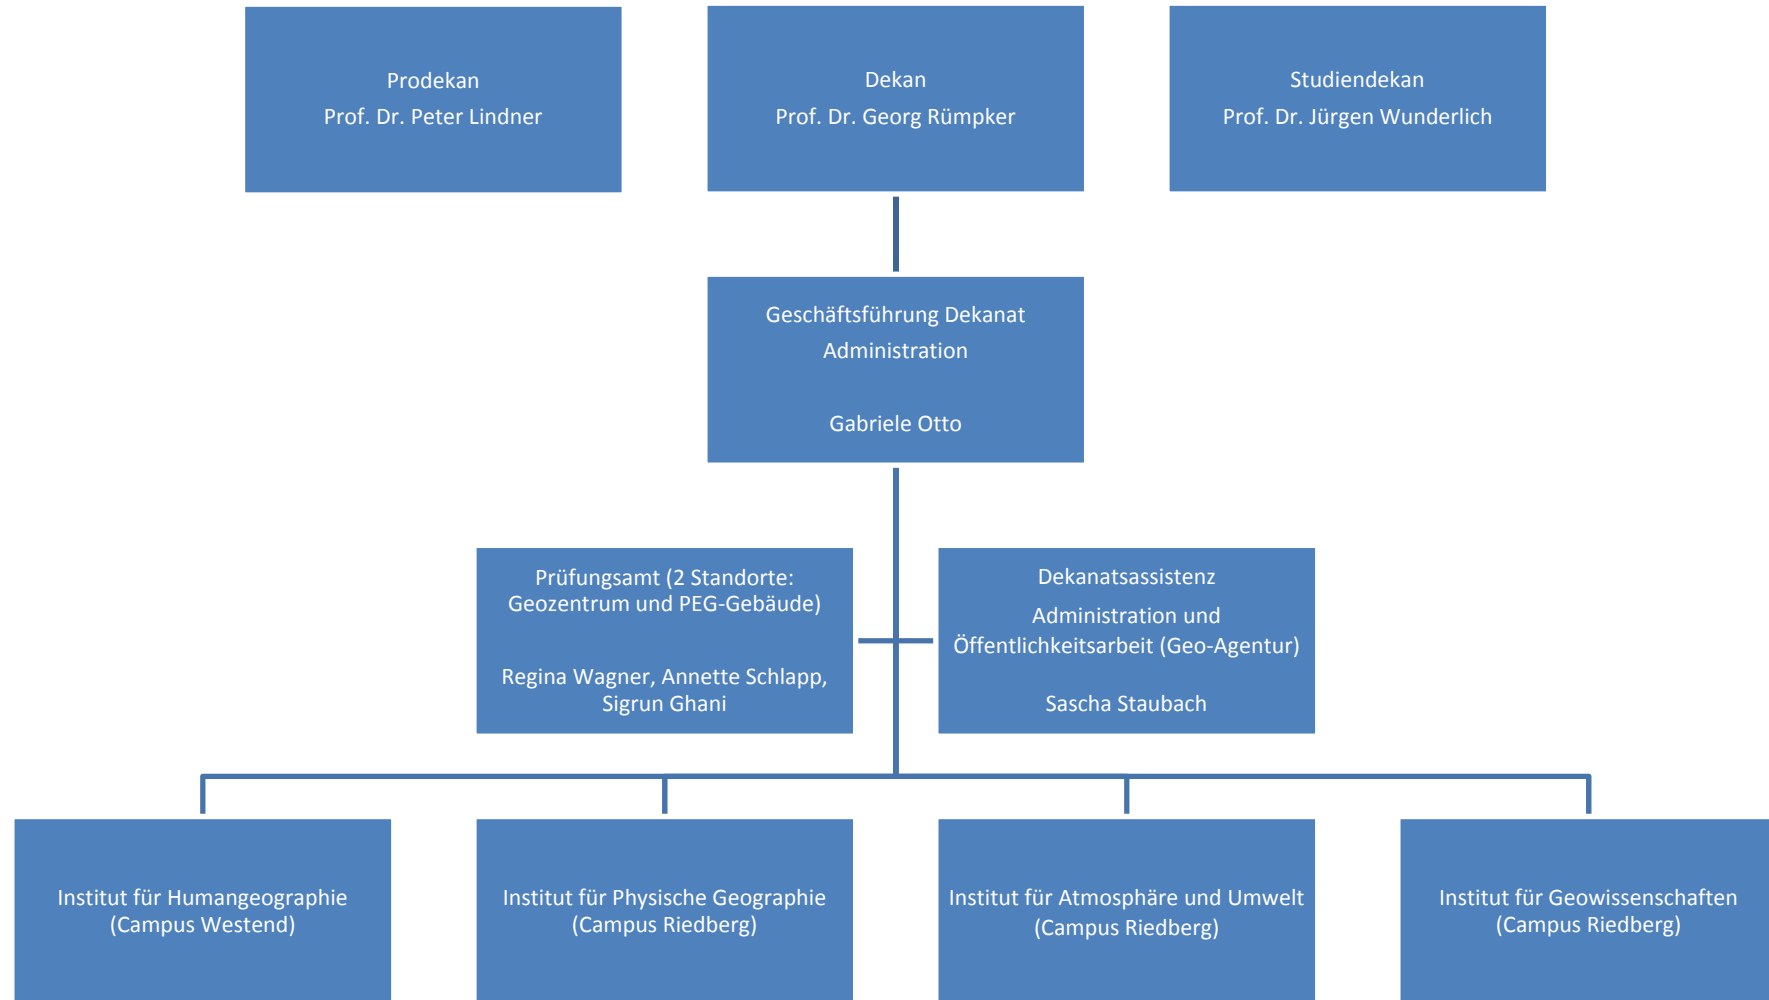 Prodekan
Prof. Dr. Peter Lindner
Dekan
Prof. Dr. Georg Rümpker
Studiendekan
Prof. Dr. Jürgen Wunderlich
Geschäftsführung Dekanat
Administration
Gabriele Otto
Prüfungsamt (2 Standorte:
Geozentrum und PEG-Gebäude)
Regina Wagner, Annette Schlapp,
Sigrun Ghani
Dekanatsassistenz
Administration und
Öffentlichkeitsarbeit (Geo-Agentur)
Sascha Staubach
Institut für Humangeographie
(Campus Westend)
Institut für Physische Geographie
(Campus Riedberg)
Institut für Atmosphäre und Umwelt
(Campus Riedberg)
Institut für Geowissenschaften
(Campus Riedberg)